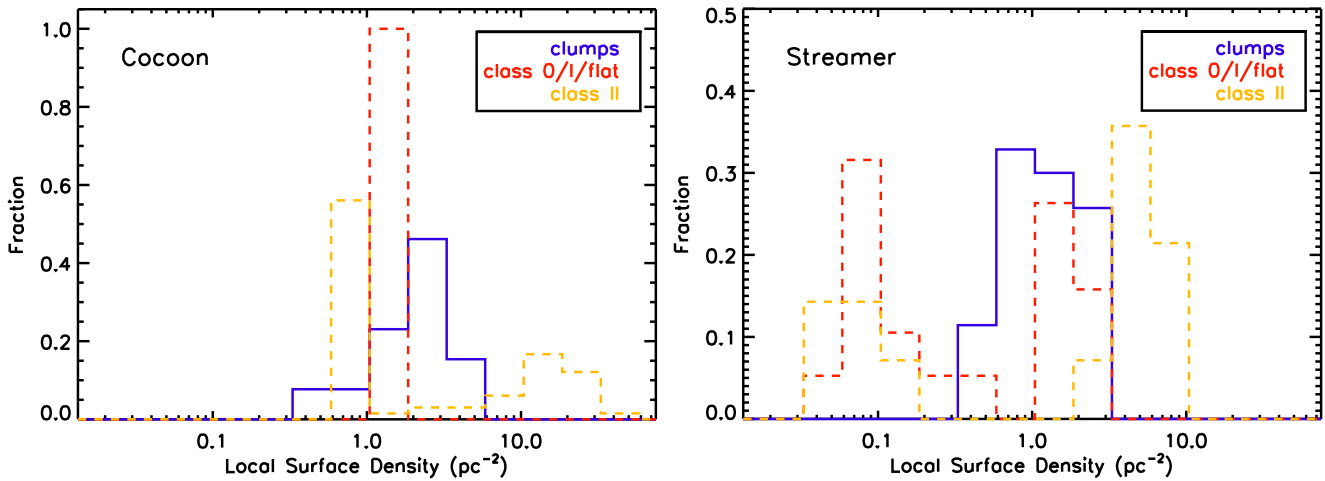 Cocoon
clumps
class 0/I/flat
class II
1.0
0.8
0.6
0.4
0.2
0.0
Fraction
0.1
1.0
10.0
Local Surface Density (pc⁻²)
Streamer
clumps
class 0/I/flat
class II
0.5
0.4
0.3
0.2
0.1
0.0
Fraction
0.1
1.0
10.0
Local Surface Density (pc⁻²)